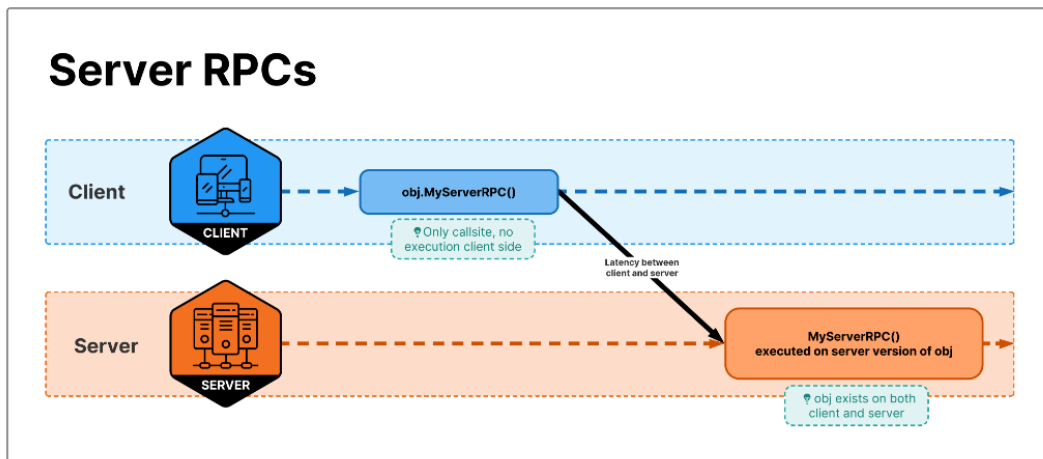 Server RPCs
Client
CLIENT
obj.MyServerRPC()
Only callsite, no
execution client side
Latency between
client and server
Server
SERVER
MyServerRPC()
executed on server version of obj
obj exists on both
client and server